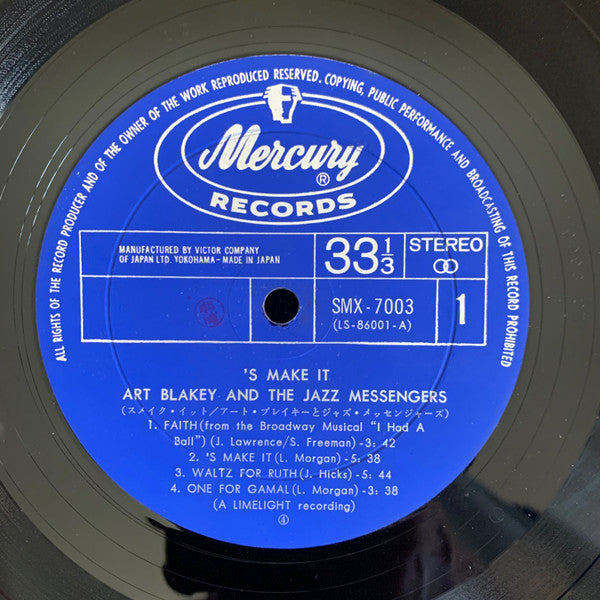 ALL RIGHTS OF THE RECORD PRODUCER AND OF THE OWNER OF THE WORK REPRODUCED RESERVED. COPYING, PUBLIC PERFORMANCE AND BROADCASTING OF THIS RECORD PROHIBITED
Mercury ®
RECORDS
MANUFACTURED BY VICTOR COMPANY
OF JAPAN LTD. YOKOHAMA-MADE IN JAPAN
33 1/3
STEREO
SMX-7003
(LS-86001-A)
1
'S MAKE IT
ART BLAKEY AND THE JAZZ MESSENGERS
(スメイク・イット/アート・ブレイキーとジャズ・メッセンジャーズ)
1. FAITH (from the Broadway Musical "I Had A
Ball") (J. Lawrence/S. Freeman)-3: 42
2. 'S MAKE IT (L. Morgan)-5: 38
3. WALTZ FOR RUTH (J. Hicks)-5: 44
4. ONE FOR GAMAL (L. Morgan)-3: 38
(A LIMELIGHT recording)
④